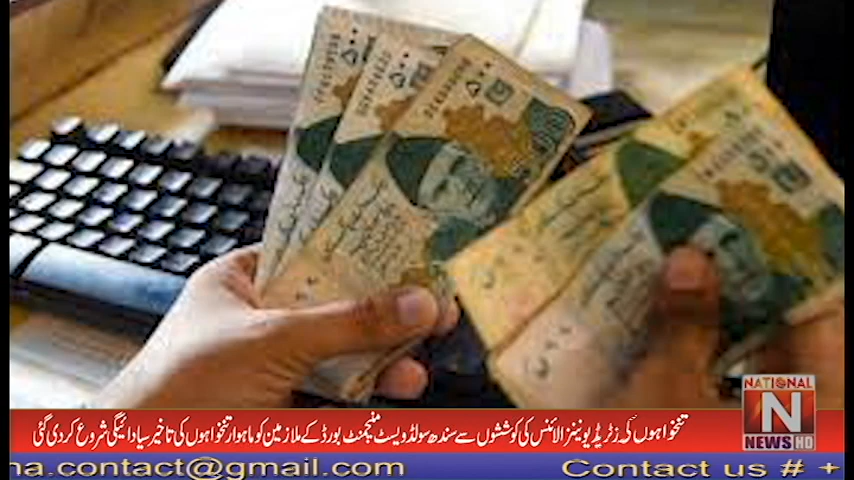 NATIONAL
N
NEWS HD
تنخواہوں کی ز ٹریڈ یونینز الائنس کی کوششوں سے سندھ سولڈ ویسٹ منیجمنٹ بورڈ کے ملازمین کو ماہوار تنخواہوں کی تاخیر سے ادائیگی شروع کر دی گئی
na.contact@gmail.com Contact us # +